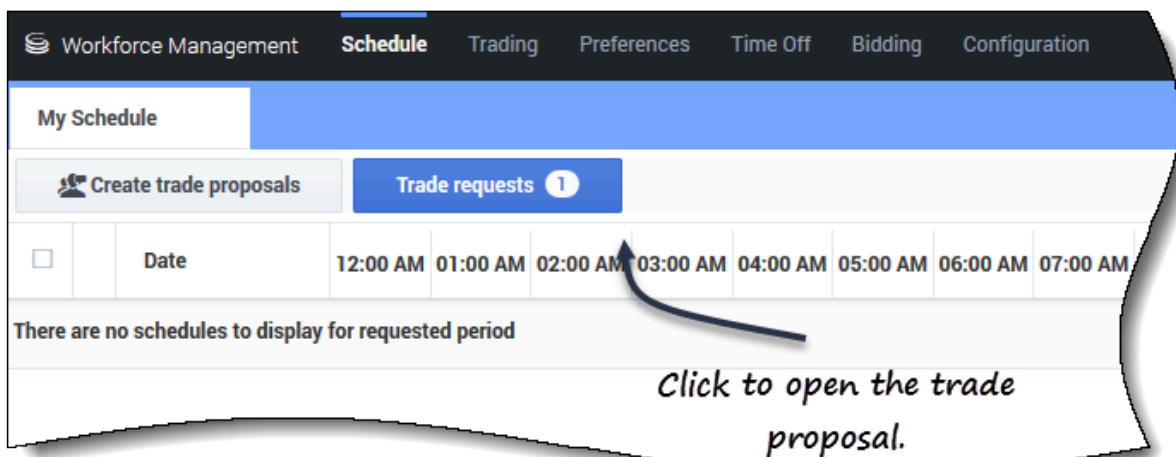 Workforce Management Schedule Trading Preferences Time Off Bidding Configuration
My Schedule
Create trade proposals Trade requests 1
Date 12:00 AM 01:00 AM 02:00 AM 03:00 AM 04:00 AM 05:00 AM 06:00 AM 07:00 AM
There are no schedules to display for requested period
Click to open the trade
proposal.